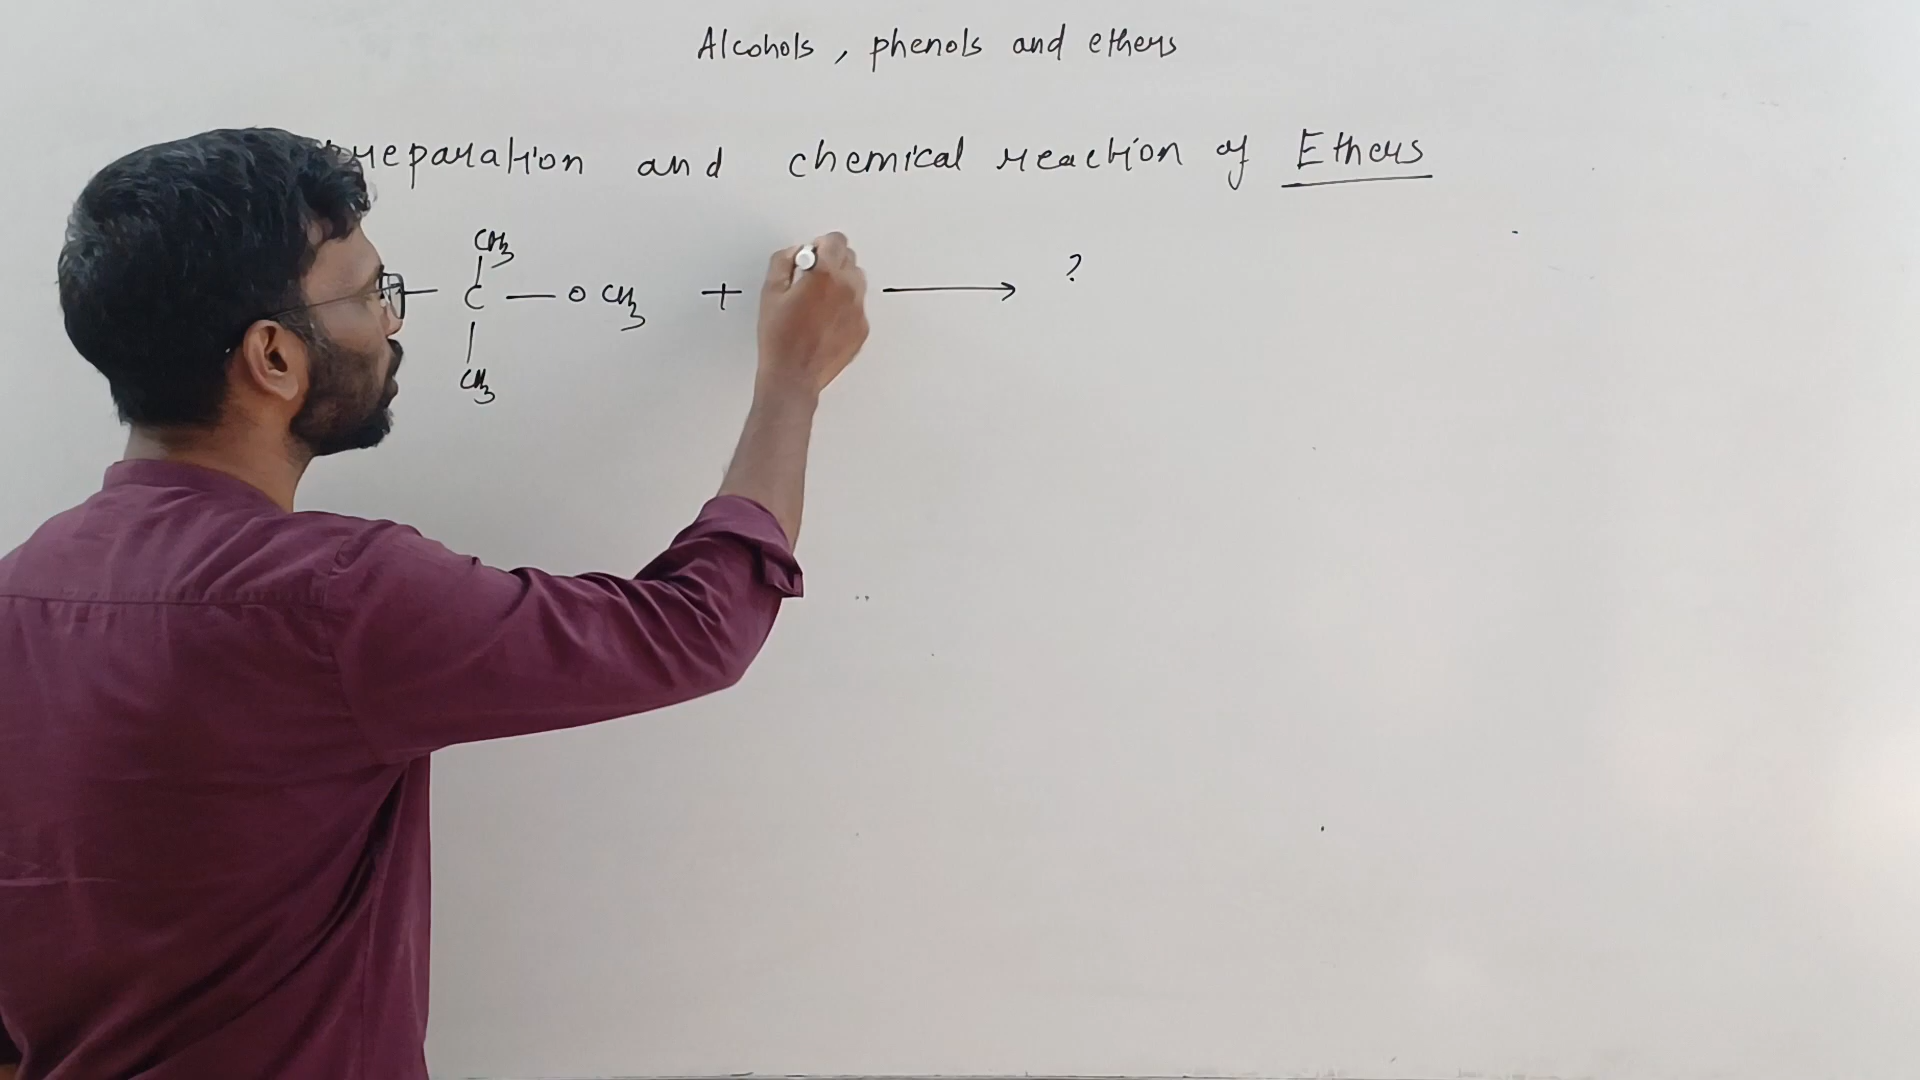 Alcohols, phenols and ethers
preparation and chemical reaction of Ethers
CH3
— C — O CH3 + ⟶ ?
CH3